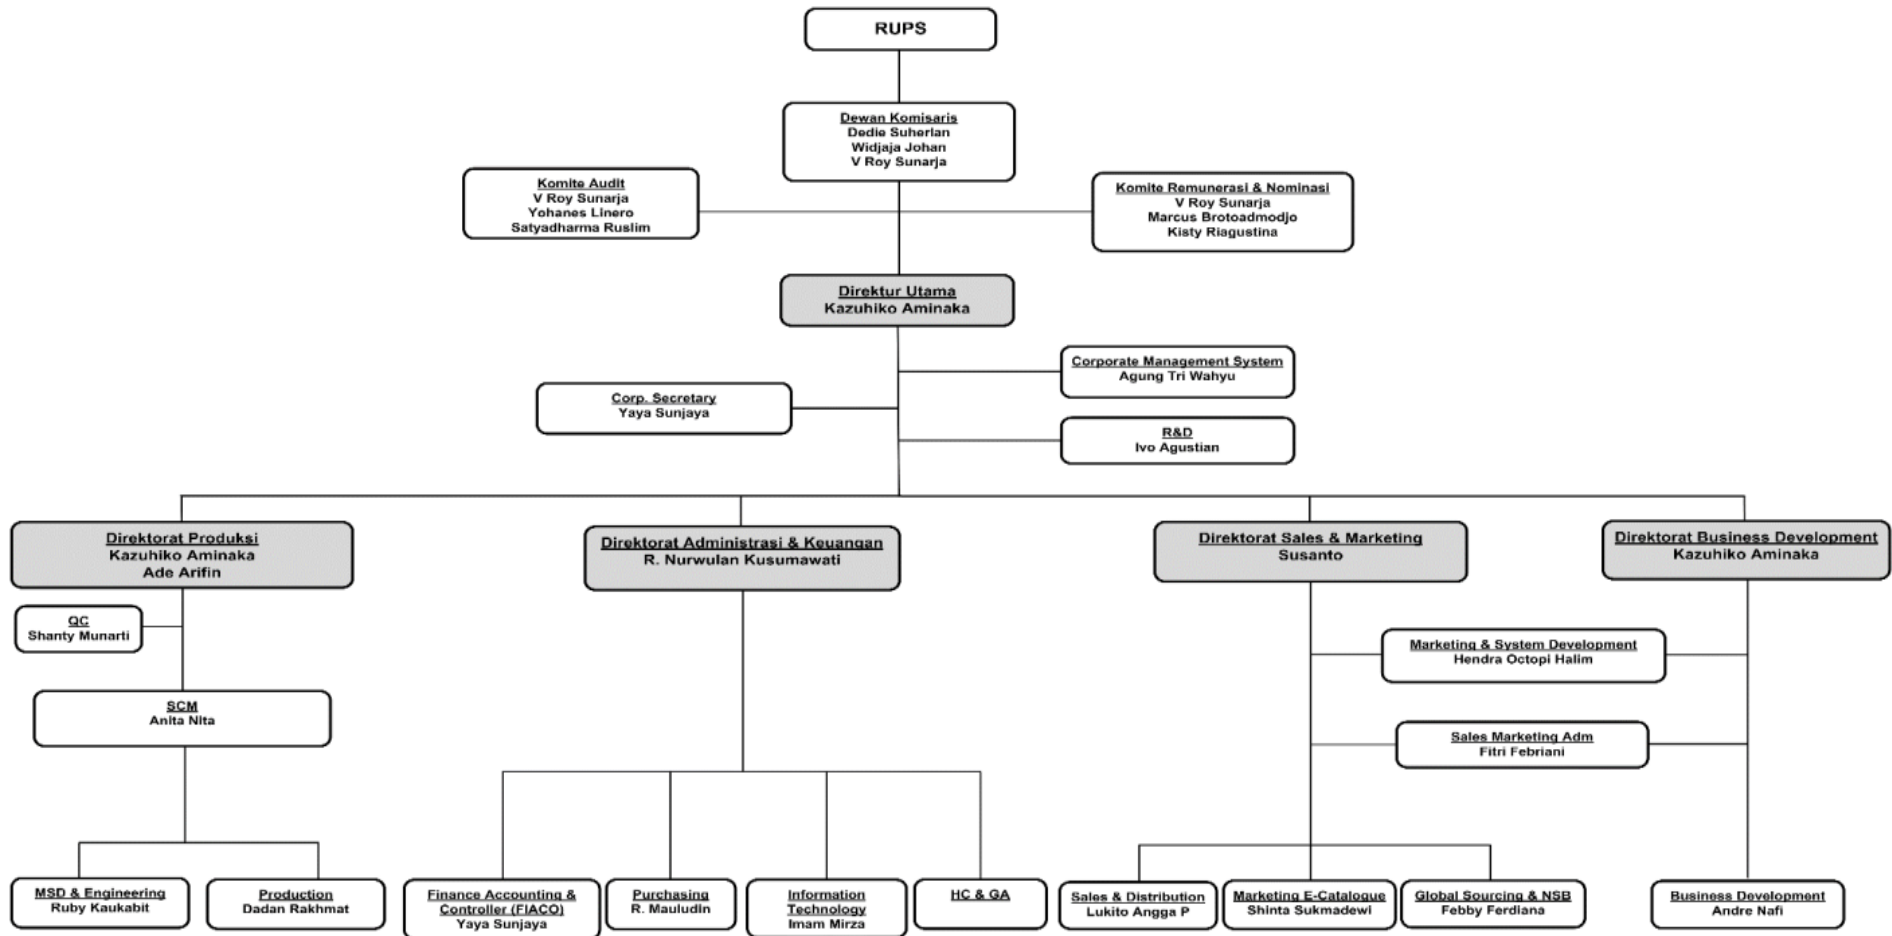 RUPS
Dewan Komisaris
Dedie Suherlan
Widjaja Johan
V Roy Sunarja
Komite Audit
V Roy Sunarja
Yohanes Linero
Satyadharma Ruslim
Komite Remunerasi & Nominasi
V Roy Sunarja
Marcus Brotoadmodjo
Kisty Riagustina
Direktur Utama
Kazuhiko Aminaka
Corporate Management System
Agung Tri Wahyu
Corp. Secretary
Yaya Sunjaya
R&D
Ivo Agustian
Direktorat Produksi
Kazuhiko Aminaka
Ade Arifin
Direktorat Administrasi & Keuangan
R. Nurwulan Kusumawati
Direktorat Sales & Marketing
Susanto
Direktorat Business Development
Kazuhiko Aminaka
QC
Shanty Munarti
Marketing & System Development
Hendra Octopi Halim
SCM
Anita Nita
Sales Marketing Adm
Fitri Febriani
MSD & Engineering
Ruby Kaukabit
Production
Dadan Rakhmat
Finance Accounting &
Controller (FIACO)
Yaya Sunjaya
Purchasing
R. Mauludin
Information
Technology
Imam Mirza
HC & GA
Sales & Distribution
Lukito Angga P
Marketing E-Catalogue
Shinta Sukmadewi
Global Sourcing & NSB
Febby Ferdiana
Business Development
Andre Nafi